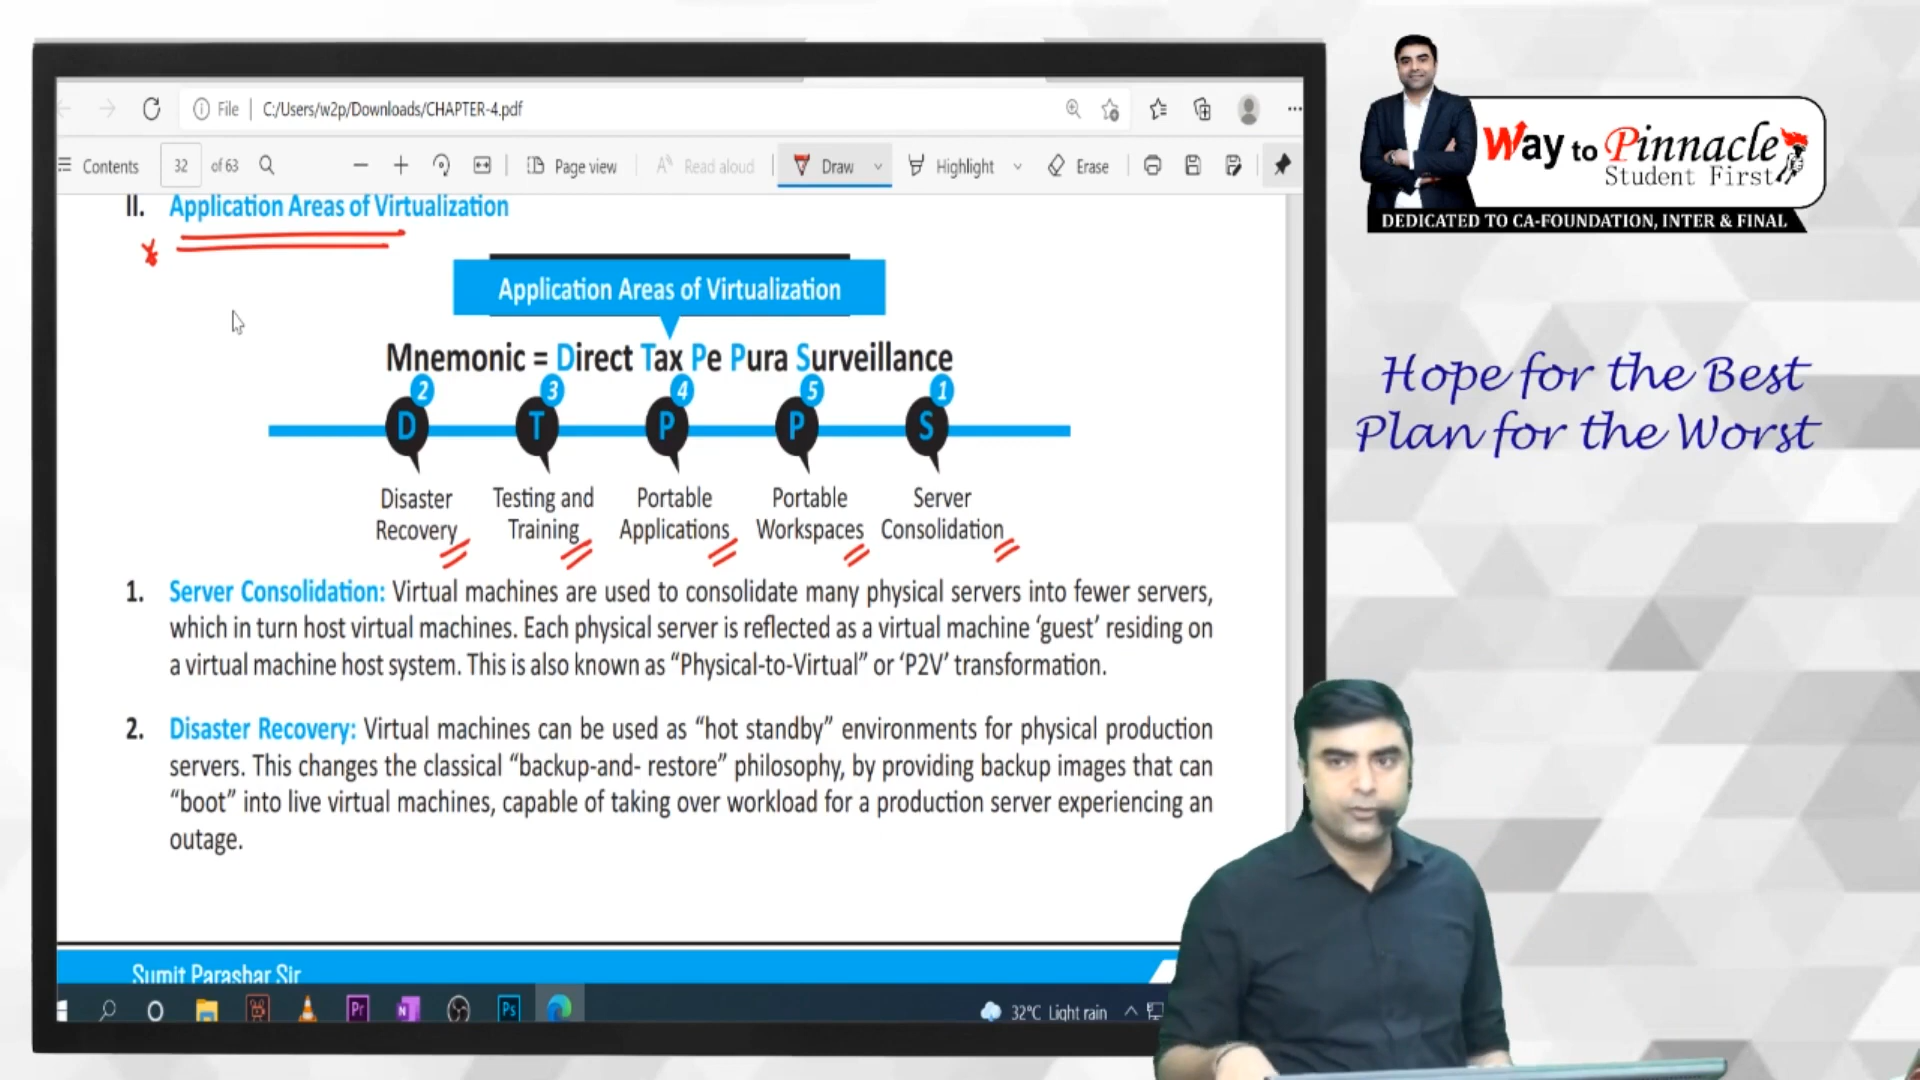 File | C:/Users/w2p/Downloads/CHAPTER-4.pdf
Contents 32 of 63 Page view Read aloud Draw Highlight Erase
II. Application Areas of Virtualization
Application Areas of Virtualization
Mnemonic = Direct Tax Pe Pura Surveillance
2 3 4 5 1
D T P P S
Disaster Recovery
Testing and Training
Portable Applications
Portable Workspaces
Server Consolidation
1. Server Consolidation: Virtual machines are used to consolidate many physical servers into fewer servers,
which in turn host virtual machines. Each physical server is reflected as a virtual machine ‘guest’ residing on
a virtual machine host system. This is also known as “Physical-to-Virtual” or ‘P2V’ transformation.
2. Disaster Recovery: Virtual machines can be used as “hot standby” environments for physical production
servers. This changes the classical “backup-and- restore” philosophy, by providing backup images that can
“boot” into live virtual machines, capable of taking over workload for a production server experiencing an
outage.
Sumit Parashar Sir
Pr N Ps 32°C Light rain
Way to Pinnacle
Student First
DEDICATED TO CA-FOUNDATION, INTER & FINAL
Hope for the Best
Plan for the Worst